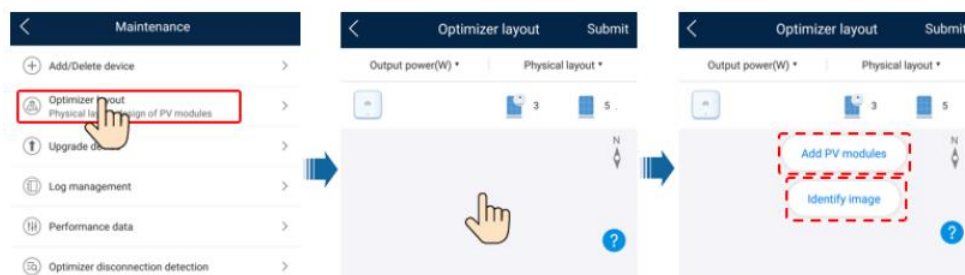 Maintenance
Add/Delete device
Optimizer layout
Physical layout design of PV modules
Upgrade device
Log management
Performance data
Optimizer disconnection detection
Optimizer layout Submit
Output power(W) Physical layout
3 5
N
?
Optimizer layout Submit
Output power(W) Physical layout
3 5
N
Add PV modules
Identify image
?